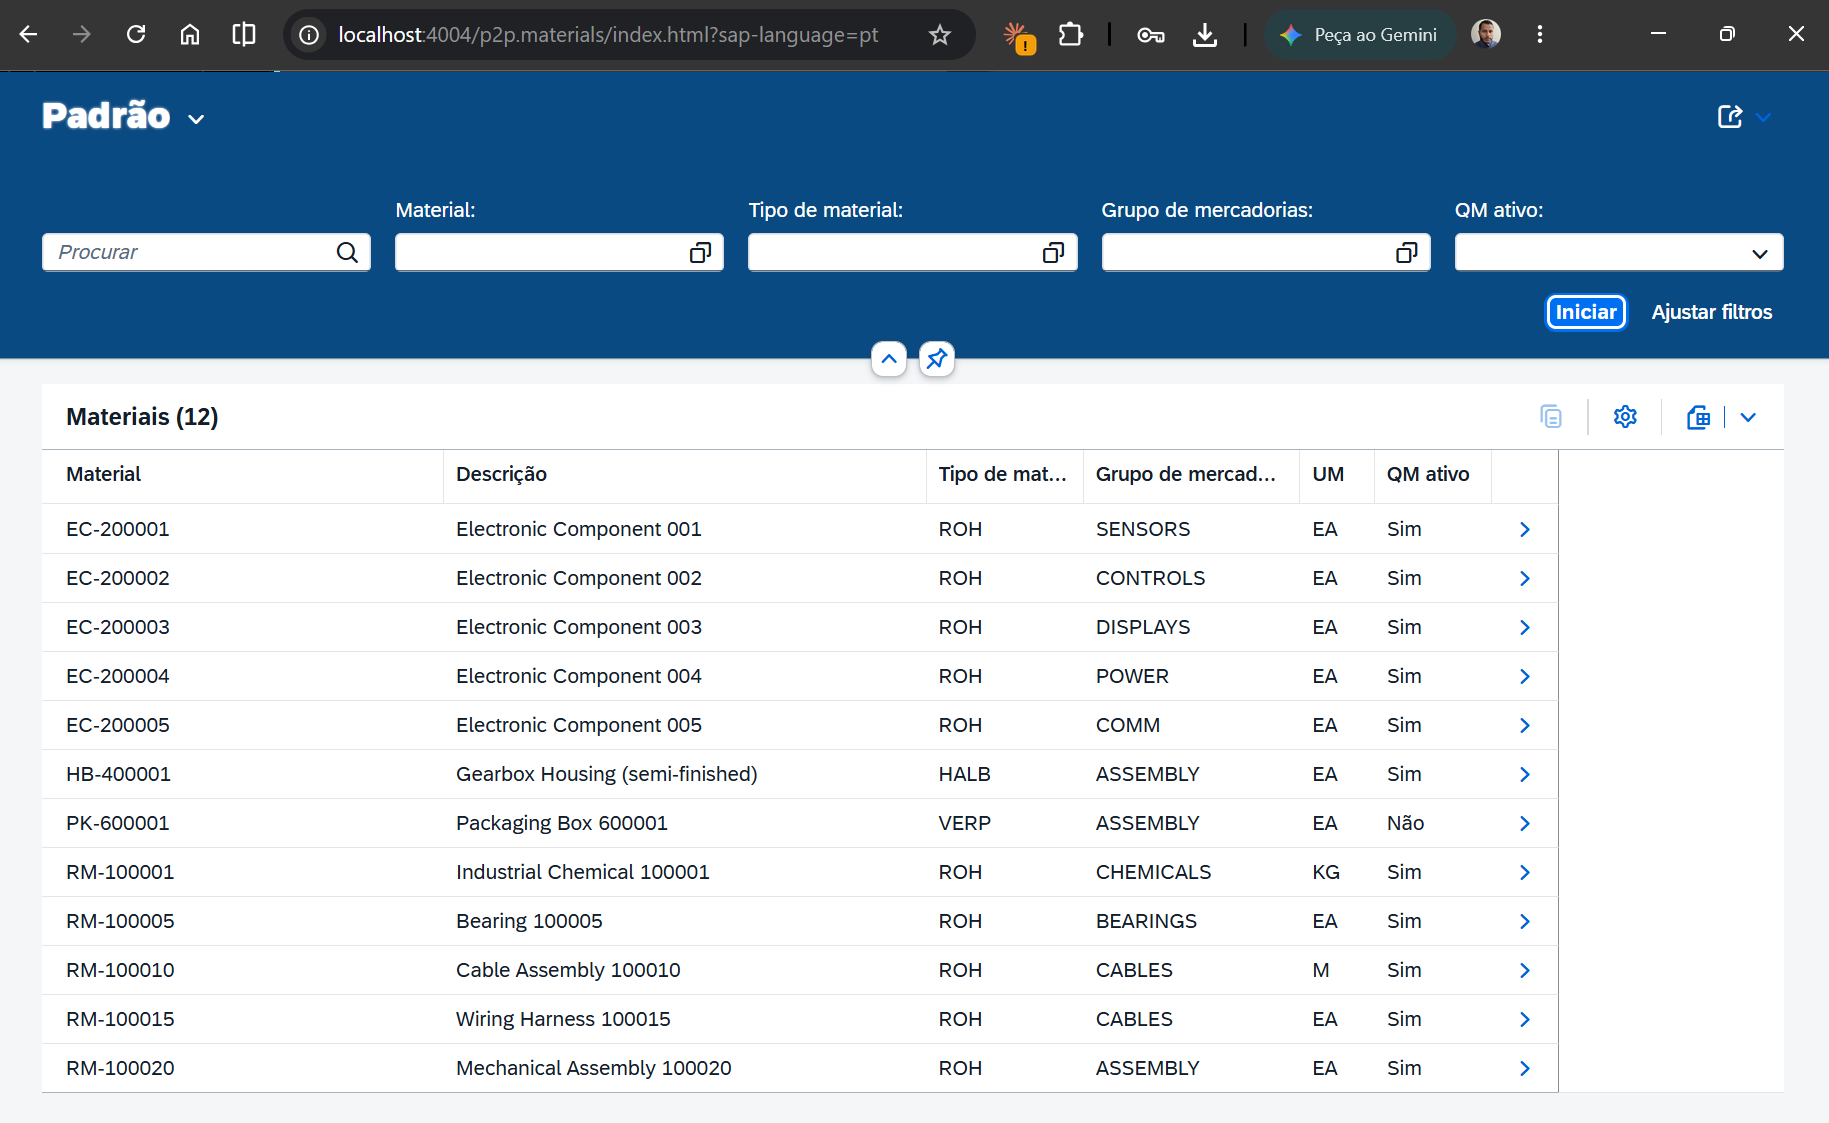 localhost:4004/p2p.materials/index.html?sap-language=pt
Peça ao Gemini
Padrão
Material:
Tipo de material:
Grupo de mercadorias:
QM ativo:
Procurar
Iniciar
Ajustar filtros
Materiais (12)
Material Descrição Tipo de mat... Grupo de mercad... UM QM ativo
EC-200001 Electronic Component 001 ROH SENSORS EA Sim
EC-200002 Electronic Component 002 ROH CONTROLS EA Sim
EC-200003 Electronic Component 003 ROH DISPLAYS EA Sim
EC-200004 Electronic Component 004 ROH POWER EA Sim
EC-200005 Electronic Component 005 ROH COMM EA Sim
HB-400001 Gearbox Housing (semi-finished) HALB ASSEMBLY EA Sim
PK-600001 Packaging Box 600001 VERP ASSEMBLY EA Não
RM-100001 Industrial Chemical 100001 ROH CHEMICALS KG Sim
RM-100005 Bearing 100005 ROH BEARINGS EA Sim
RM-100010 Cable Assembly 100010 ROH CABLES M Sim
RM-100015 Wiring Harness 100015 ROH CABLES EA Sim
RM-100020 Mechanical Assembly 100020 ROH ASSEMBLY EA Sim